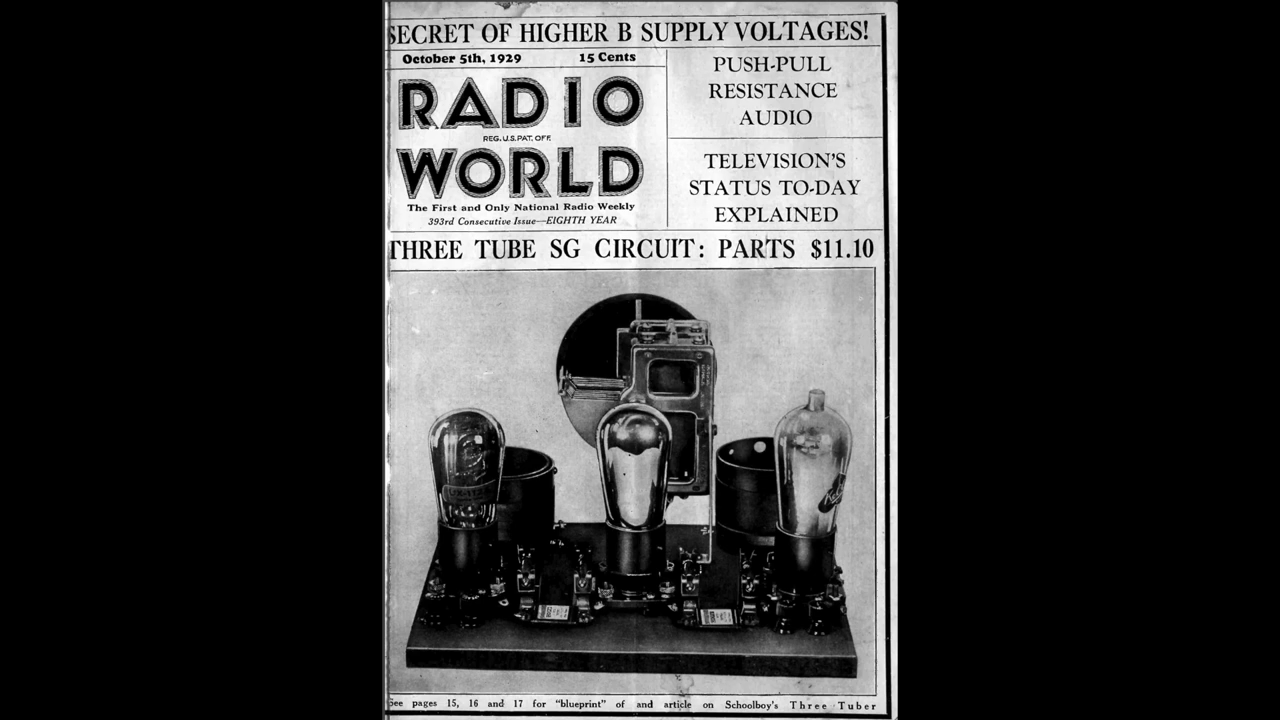 SECRET OF HIGHER B SUPPLY VOLTAGES!
October 5th, 1929 15 Cents
RADIO
REG. U.S. PAT. OFF.
WORLD
The First and Only National Radio Weekly
393rd Consecutive Issue—EIGHTH YEAR
PUSH-PULL
RESISTANCE
AUDIO
TELEVISION'S
STATUS TO-DAY
EXPLAINED
THREE TUBE SG CIRCUIT: PARTS $11.10
See pages 15, 16 and 17 for "blueprint" of and article on Schoolboy's Three Tuber